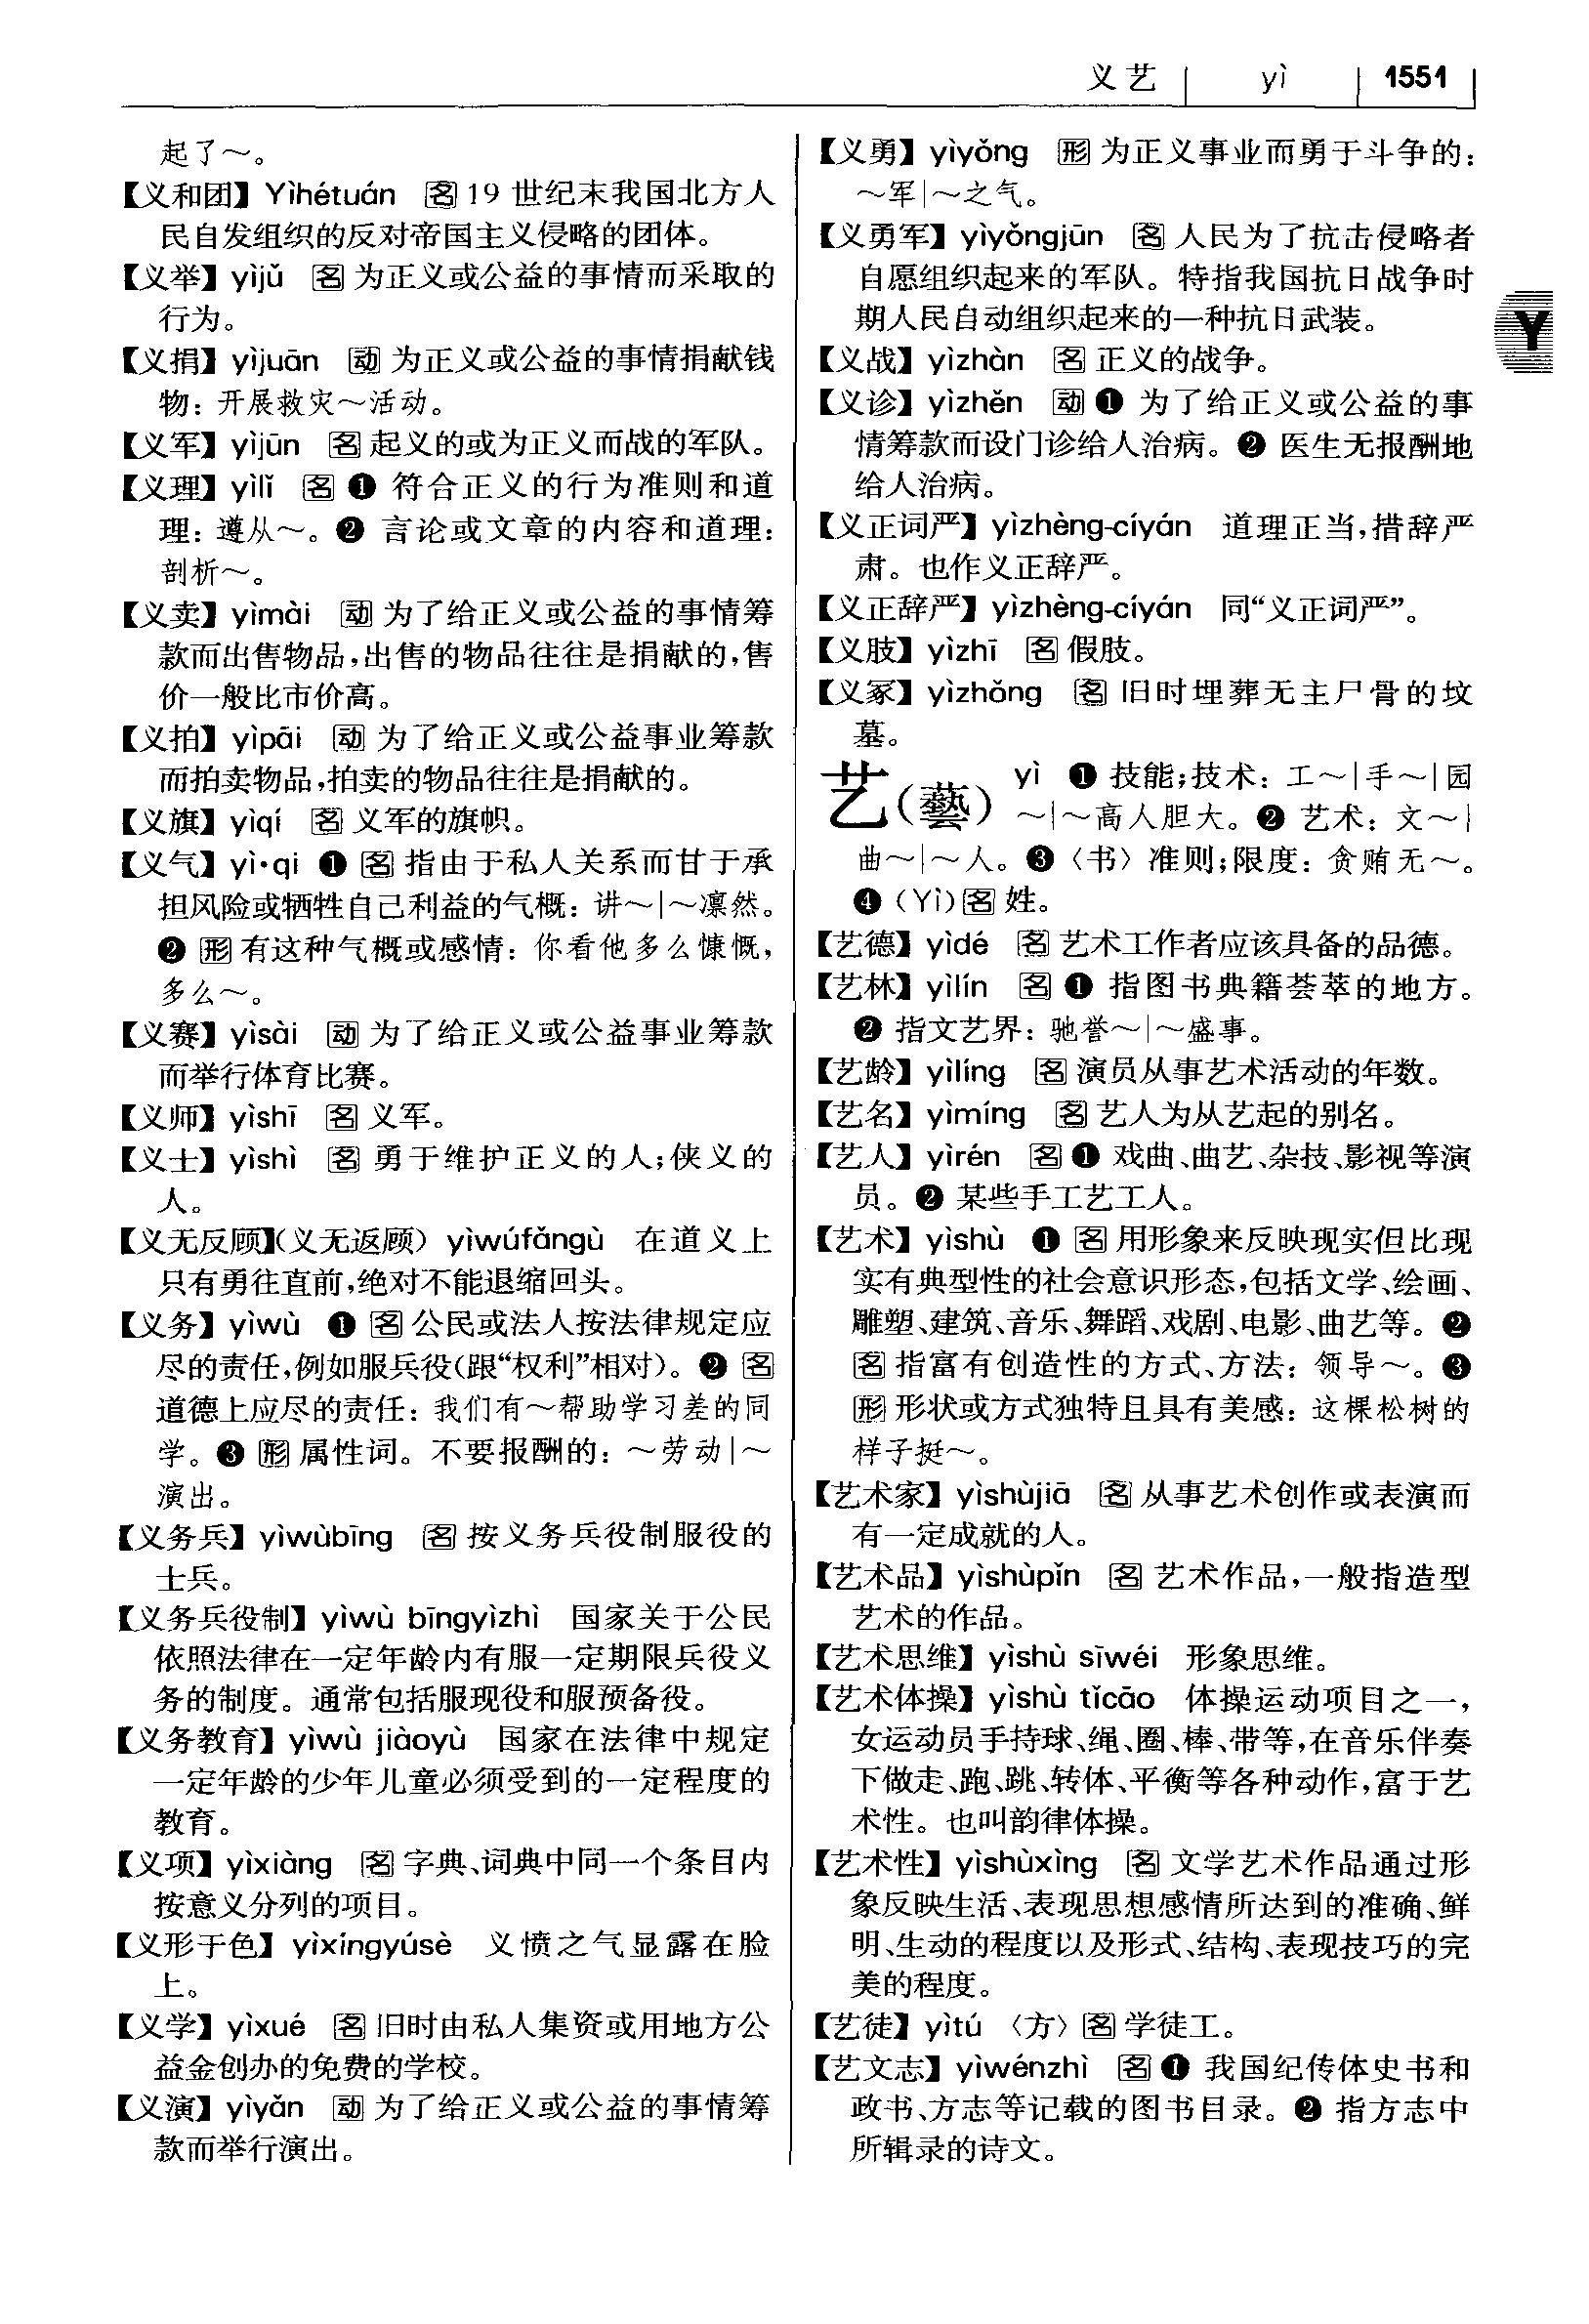 义艺 yì 1551
起了～。
【义和团】Yìhétuán 名 19 世纪末我国北方人
民自发组织的反对帝国主义侵略的团体。
【义举】yìjǔ 名 为正义或公益的事情而采取的
行为。
【义捐】yìjuān 动 为正义或公益的事情捐献钱
物：开展救灾～活动。
【义军】yìjūn 名 起义的或为正义而战的军队。
【义理】yìlǐ 名 ❶ 符合正义的行为准则和道
理：遵从～。❷ 言论或文章的内容和道理：
剖析～。
【义卖】yìmài 动 为了给正义或公益的事情筹
款而出售物品，出售的物品往往是捐献的，售
价一般比市价高。
【义拍】yìpāi 动 为了给正义或公益事业筹款
而拍卖物品，拍卖的物品往往是捐献的。
【义旗】yìqí 名 义军的旗帜。
【义气】yì·qi ❶ 名 指由于私人关系而甘于承
担风险或牺牲自己利益的气概：讲～｜～凛然。
❷ 形 有这种气概或感情：你看他多么慷慨，
多么～。
【义赛】yìsài 动 为了给正义或公益事业筹款
而举行体育比赛。
【义师】yìshī 名 义军。
【义士】yìshì 名 勇于维护正义的人；侠义的
人。
【义无反顾】（义无返顾） yìwúfǎngù 在道义上
只有勇往直前，绝对不能退缩回头。
【义务】yìwù ❶ 名 公民或法人按法律规定应
尽的责任，例如服兵役（跟“权利”相对）。❷ 名
道德上应尽的责任：我们有～帮助学习差的同
学。❸ 形 属性词。不要报酬的：～劳动｜～
演出。
【义务兵】yìwùbīng 名 按义务兵役制服役的
士兵。
【义务兵役制】yìwù bīngyìzhì 国家关于公民
依照法律在一定年龄内有服一定期限兵役义
务的制度。通常包括服现役和服预备役。
【义务教育】yìwù jiàoyù 国家在法律中规定
一定年龄的少年儿童必须受到的一定程度的
教育。
【义项】yìxiàng 名 字典、词典中同一个条目内
按意义分列的项目。
【义形于色】yìxíngyúsè 义愤之气显露在脸
上。
【义学】yìxué 名 旧时由私人集资或用地方公
益金创办的免费的学校。
【义演】yìyǎn 动 为了给正义或公益的事情筹
款而举行演出。
【义勇】yìyǒng 形 为正义事业而勇于斗争的：
～军｜～之气。
【义勇军】yìyǒngjūn 名 人民为了抗击侵略者
自愿组织起来的军队。特指我国抗日战争时
期人民自动组织起来的一种抗日武装。
【义战】yìzhàn 名 正义的战争。
【义诊】yìzhěn 动 ❶ 为了给正义或公益的事
情筹款而设门诊给人治病。❷ 医生无报酬地
给人治病。
【义正词严】yìzhèng-cíyán 道理正当，措辞严
肃。也作义正辞严。
【义正辞严】yìzhèng-cíyán 同“义正词严”。
【义肢】yìzhī 名 假肢。
【义冢】yìzhǒng 名 旧时埋葬无主尸骨的坟
墓。
艺（藝） yì ❶ 技能；技术：工～｜手～｜园
～｜～高人胆大。❷ 艺术：文～｜
曲～｜～人。❸〈书〉准则；限度：贪贿无～。
❹（Yì）名 姓。
【艺德】yìdé 名 艺术工作者应该具备的品德。
【艺林】yìlín 名 ❶ 指图书典籍荟萃的地方。
❷ 指文艺界：驰誉～｜～盛事。
【艺龄】yìlíng 名 演员从事艺术活动的年数。
【艺名】yìmíng 名 艺人为从艺起的别名。
【艺人】yìrén 名 ❶ 戏曲、曲艺、杂技、影视等演
员。❷ 某些手工艺工人。
【艺术】yìshù ❶ 名 用形象来反映现实但比现
实有典型性的社会意识形态，包括文学、绘画、
雕塑、建筑、音乐、舞蹈、戏剧、电影、曲艺等。❷
名 指富有创造性的方式、方法：领导～。❸
形 形状或方式独特且具有美感：这棵松树的
样子挺～。
【艺术家】yìshùjiā 名 从事艺术创作或表演而
有一定成就的人。
【艺术品】yìshùpǐn 名 艺术作品，一般指造型
艺术的作品。
【艺术思维】yìshù sīwéi 形象思维。
【艺术体操】yìshù tǐcāo 体操运动项目之一，
女运动员手持球、绳、圈、棒、带等，在音乐伴奏
下做走、跑、跳、转体、平衡等各种动作，富于艺
术性。也叫韵律体操。
【艺术性】yìshùxìng 名 文学艺术作品通过形
象反映生活、表现思想感情所达到的准确、鲜
明、生动的程度以及形式、结构、表现技巧的完
美的程度。
【艺徒】yìtú〈方〉名 学徒工。
【艺文志】yìwénzhì 名 ❶ 我国纪传体史书和
政书、方志等记载的图书目录。❷ 指方志中
所辑录的诗文。
Y